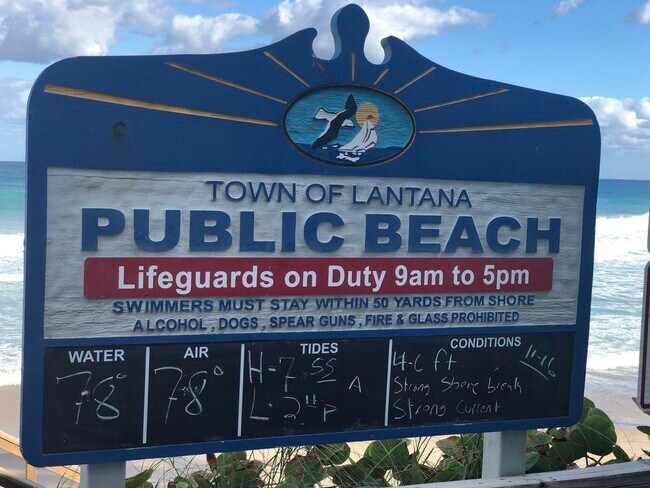 TOWN OF LANTANA
PUBLIC BEACH
Lifeguards on Duty 9am to 5pm
SWIMMERS MUST STAY WITHIN 50 YARDS FROM SHORE
ALCOHOL, DOGS, SPEAR GUNS, FIRE & GLASS PROHIBITED
WATER
78°
AIR
78°
TIDES
H-7:55 A
L-2:11 P
CONDITIONS
11-16
4-6 ft
Strong Shore break
Strong Current